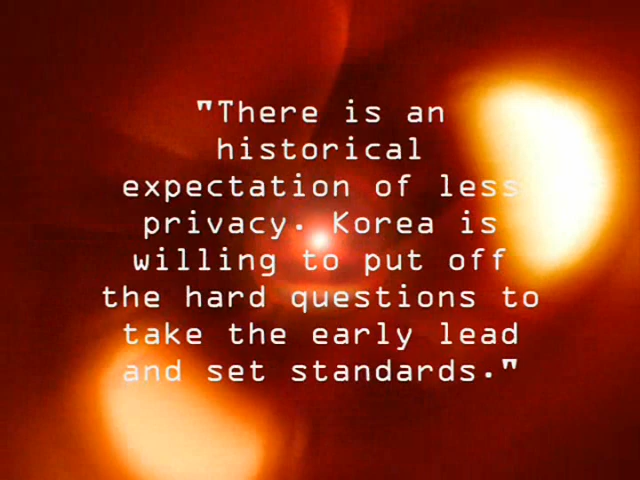 "There is an
historical
expectation of less
privacy. Korea is
willing to put off
the hard questions to
take the early lead
and set standards."